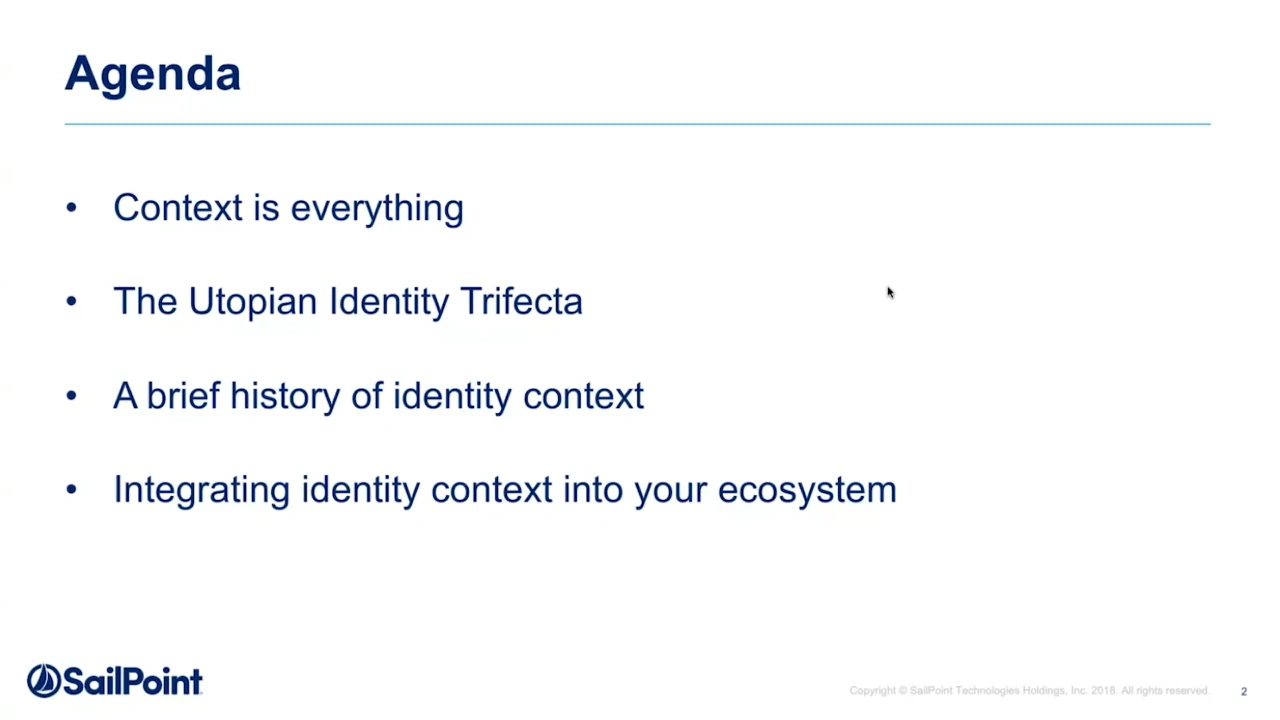 Agenda
• Context is everything
• The Utopian Identity Trifecta
• A brief history of identity context
• Integrating identity context into your ecosystem
SailPoint
Copyright © SailPoint Technologies Holdings, Inc. 2018. All rights reserved.
2